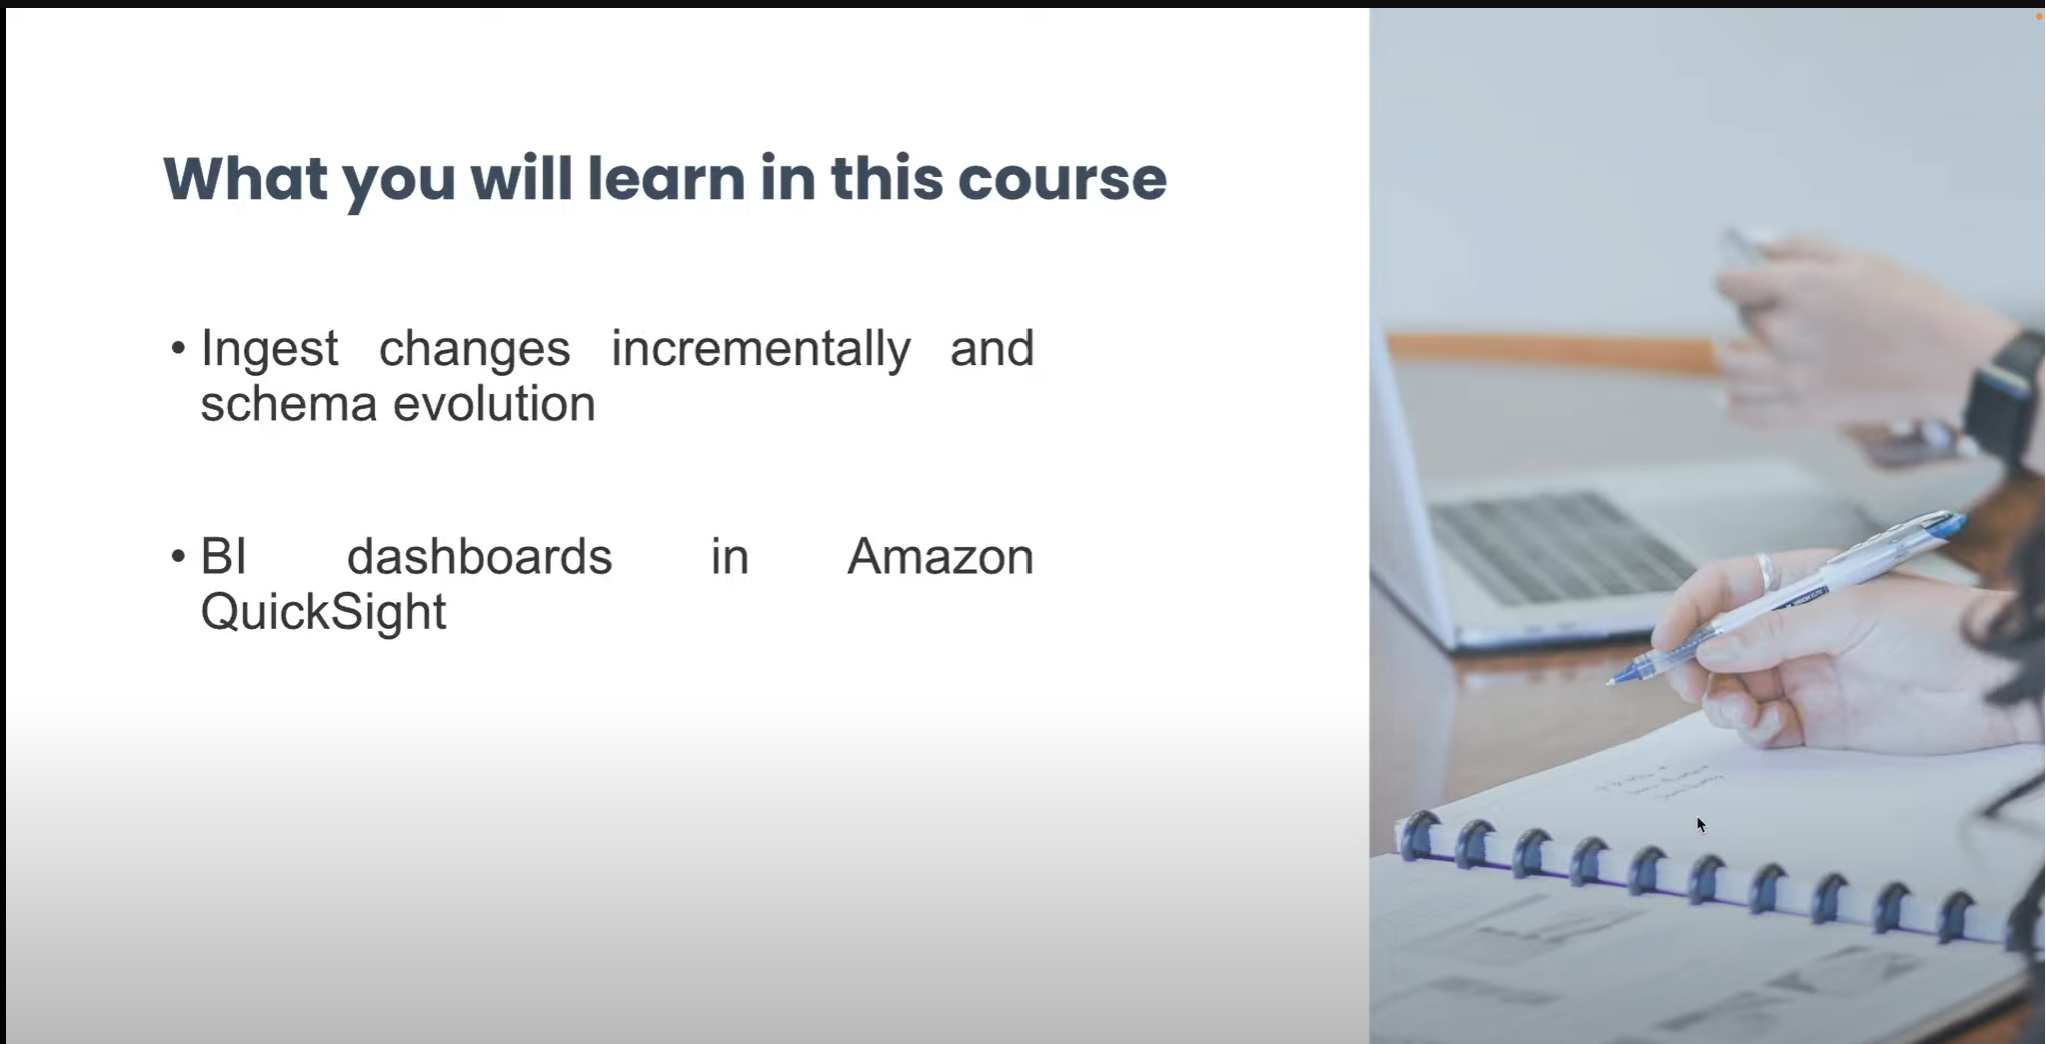 What you will learn in this course
• Ingest changes incrementally and
schema evolution
• BI dashboards in Amazon
QuickSight